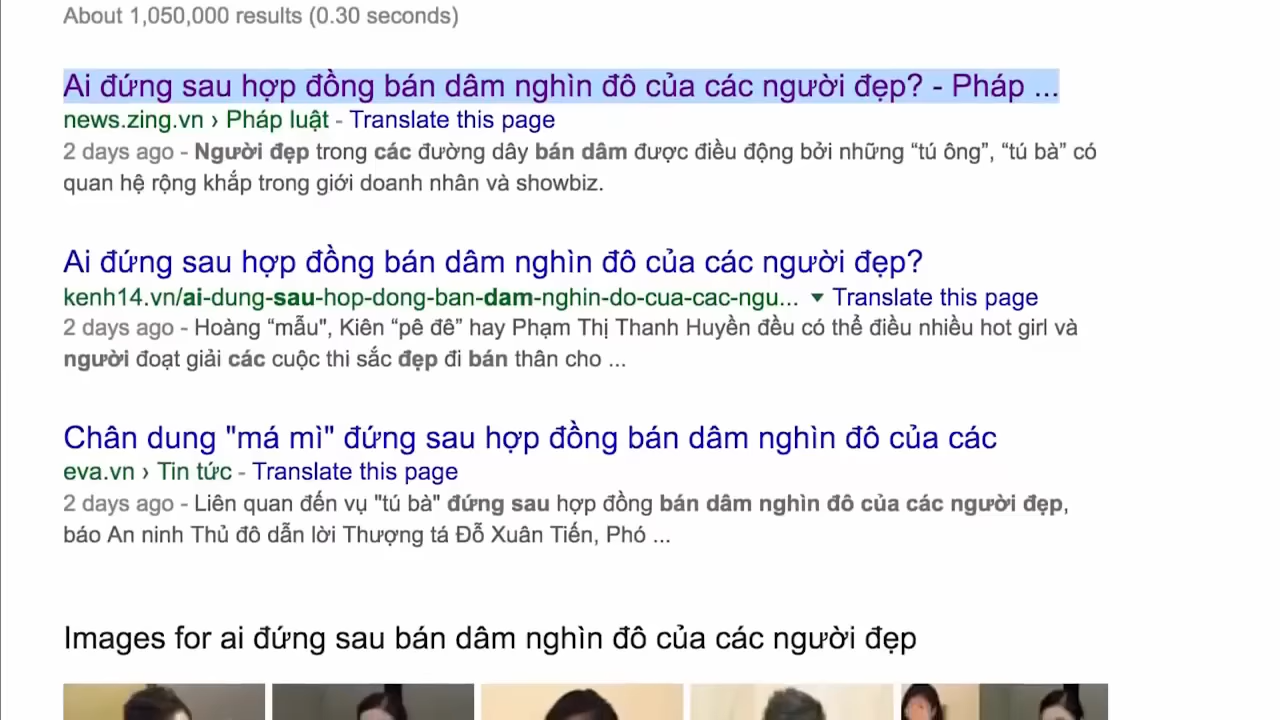 About 1,050,000 results (0.30 seconds)
Ai đứng sau hợp đồng bán dâm nghìn đô của các người đẹp? - Pháp ...
news.zing.vn › Pháp luật - Translate this page
2 days ago - Người đẹp trong các đường dây bán dâm được điều động bởi những “tú ông”, “tú bà” có
quan hệ rộng khắp trong giới doanh nhân và showbiz.
Ai đứng sau hợp đồng bán dâm nghìn đô của các người đẹp?
kenh14.vn/ai-dung-sau-hop-dong-ban-dam-nghin-do-cua-cac-ngu... ▼ Translate this page
2 days ago - Hoàng “mẫu", Kiên “pê đê” hay Phạm Thị Thanh Huyền đều có thể điều nhiều hot girl và
người đoạt giải các cuộc thi sắc đẹp đi bán thân cho ...
Chân dung "má mì" đứng sau hợp đồng bán dâm nghìn đô của các
eva.vn › Tin tức - Translate this page
2 days ago - Liên quan đến vụ "tú bà" đứng sau hợp đồng bán dâm nghìn đô của các người đẹp,
báo An ninh Thủ đô dẫn lời Thượng tá Đỗ Xuân Tiến, Phó ...
Images for ai đứng sau bán dâm nghìn đô của các người đẹp